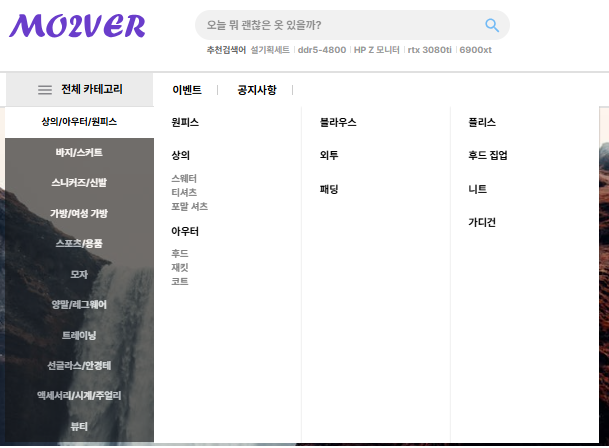 MO2VER
오늘 뭐 괜찮은 옷 있을까?
추천검색어 설기획세트 ddr5-4800 HP Z 모니터 rtx 3080ti 6900xt
전체 카테고리
이벤트
공지사항
상의/아우터/원피스
바지/스커트
스니커즈/신발
가방/여성 가방
스포츠/용품
모자
양말/레그웨어
트레이닝
선글라스/안경테
액세서리/시계/주얼리
뷰티
원피스
상의
스웨터
티셔츠
포말 셔츠
아우터
후드
재킷
코트
블라우스
외투
패딩
플리스
후드 집업
니트
가디건